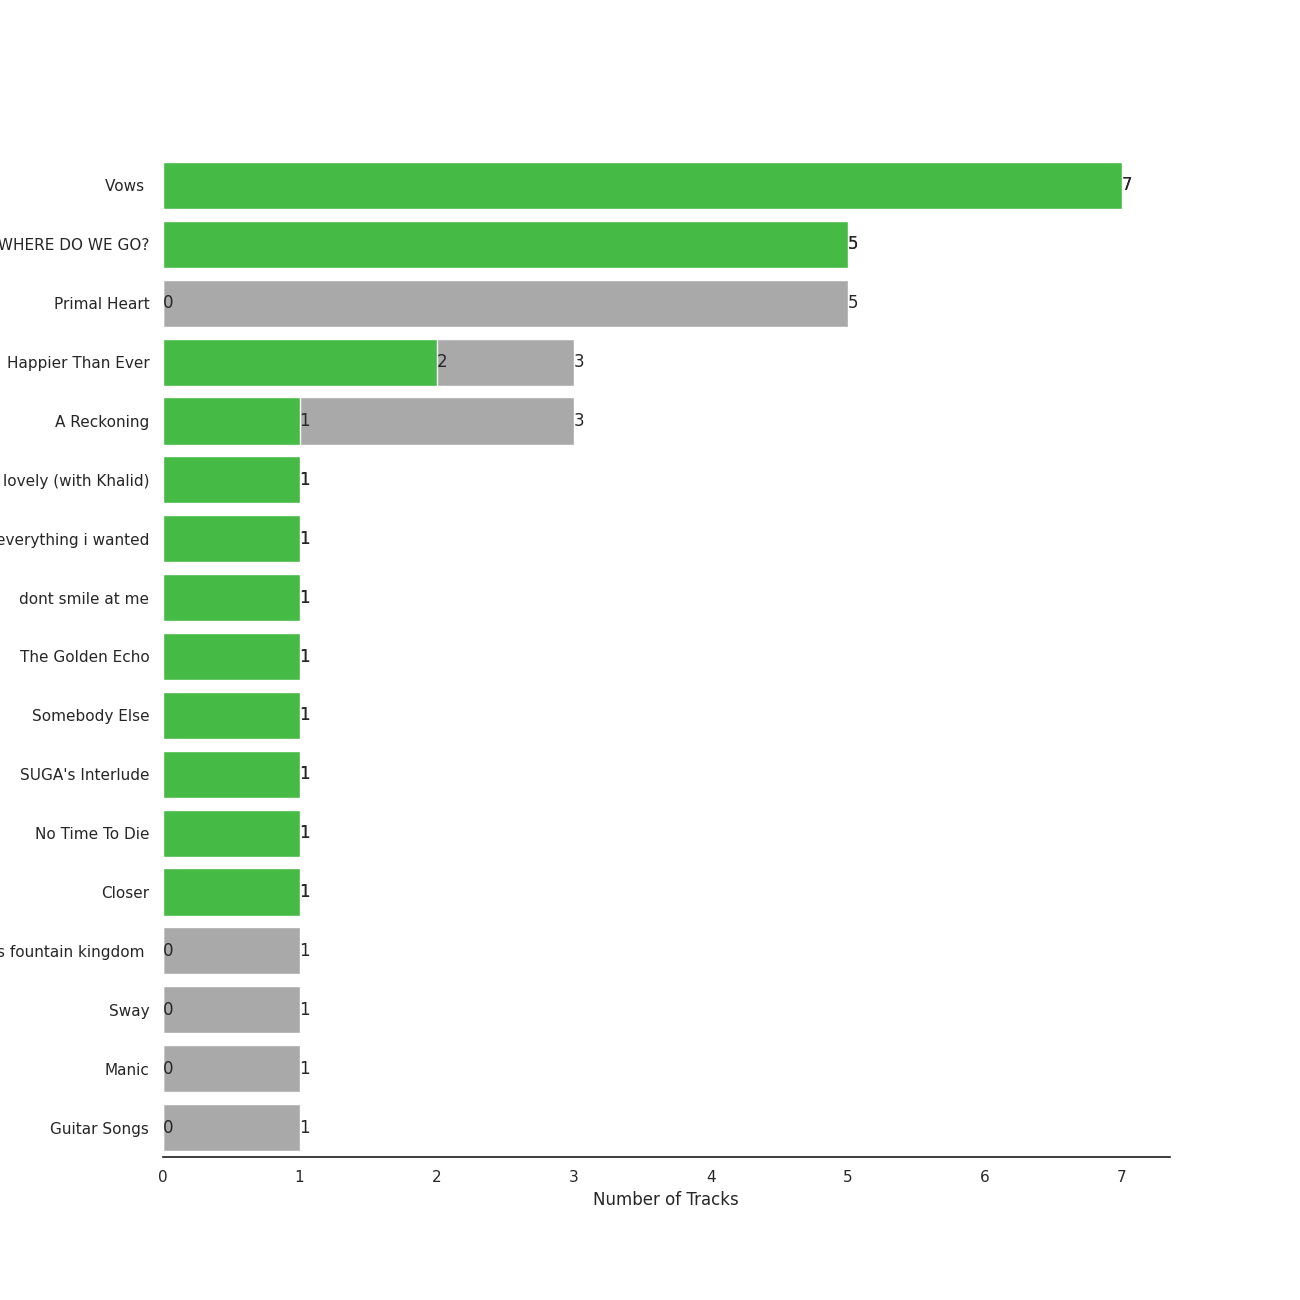 Vows 7
WHERE DO WE GO? 5
Primal Heart 0 5
Happier Than Ever 2 3
A Reckoning 1 3
lovely (with Khalid) 1
everything i wanted 1
dont smile at me 1
The Golden Echo 1
Somebody Else 1
SUGA's Interlude 1
No Time To Die 1
Closer 1
s fountain kingdom 0 1
Sway 0 1
Manic 0 1
Guitar Songs 0 1
0 1 2 3 4 5 6 7
Number of Tracks